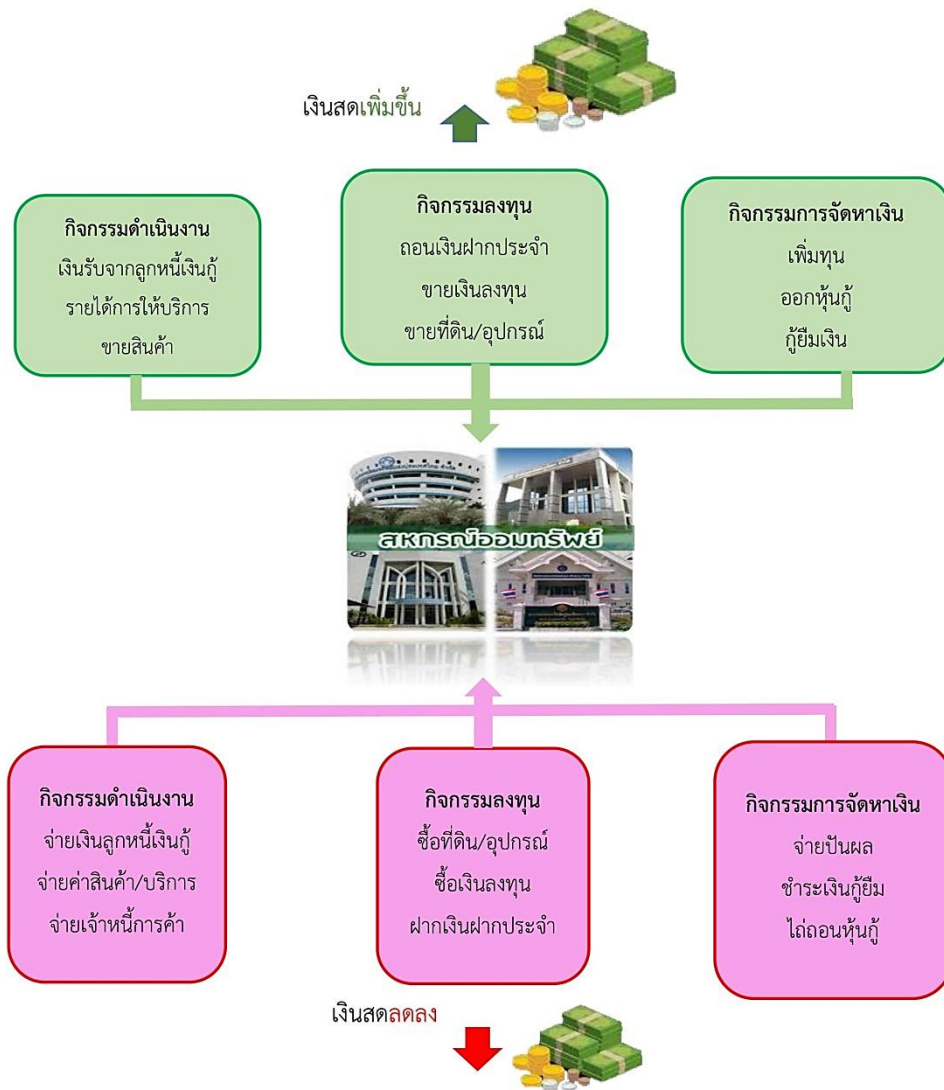 เงินสดเพิ่มขึ้น
กิจกรรมดำเนินงาน
เงินรับจากลูกหนี้เงินกู้
รายได้การให้บริการ
ขายสินค้า
กิจกรรมลงทุน
ถอนเงินฝากประจำ
ขายเงินลงทุน
ขายที่ดิน/อุปกรณ์
กิจกรรมการจัดหาเงิน
เพิ่มทุน
ออกหุ้นกู้
กู้ยืมเงิน
สหกรณ์ออมทรัพย์
กิจกรรมดำเนินงาน
จ่ายเงินลูกหนี้เงินกู้
จ่ายค่าสินค้า/บริการ
จ่ายเจ้าหนี้การค้า
กิจกรรมลงทุน
ซื้อที่ดิน/อุปกรณ์
ซื้อเงินลงทุน
ฝากเงินฝากประจำ
กิจกรรมการจัดหาเงิน
จ่ายปันผล
ชำระเงินกู้ยืม
ไถ่ถอนหุ้นกู้
เงินสดลดลง